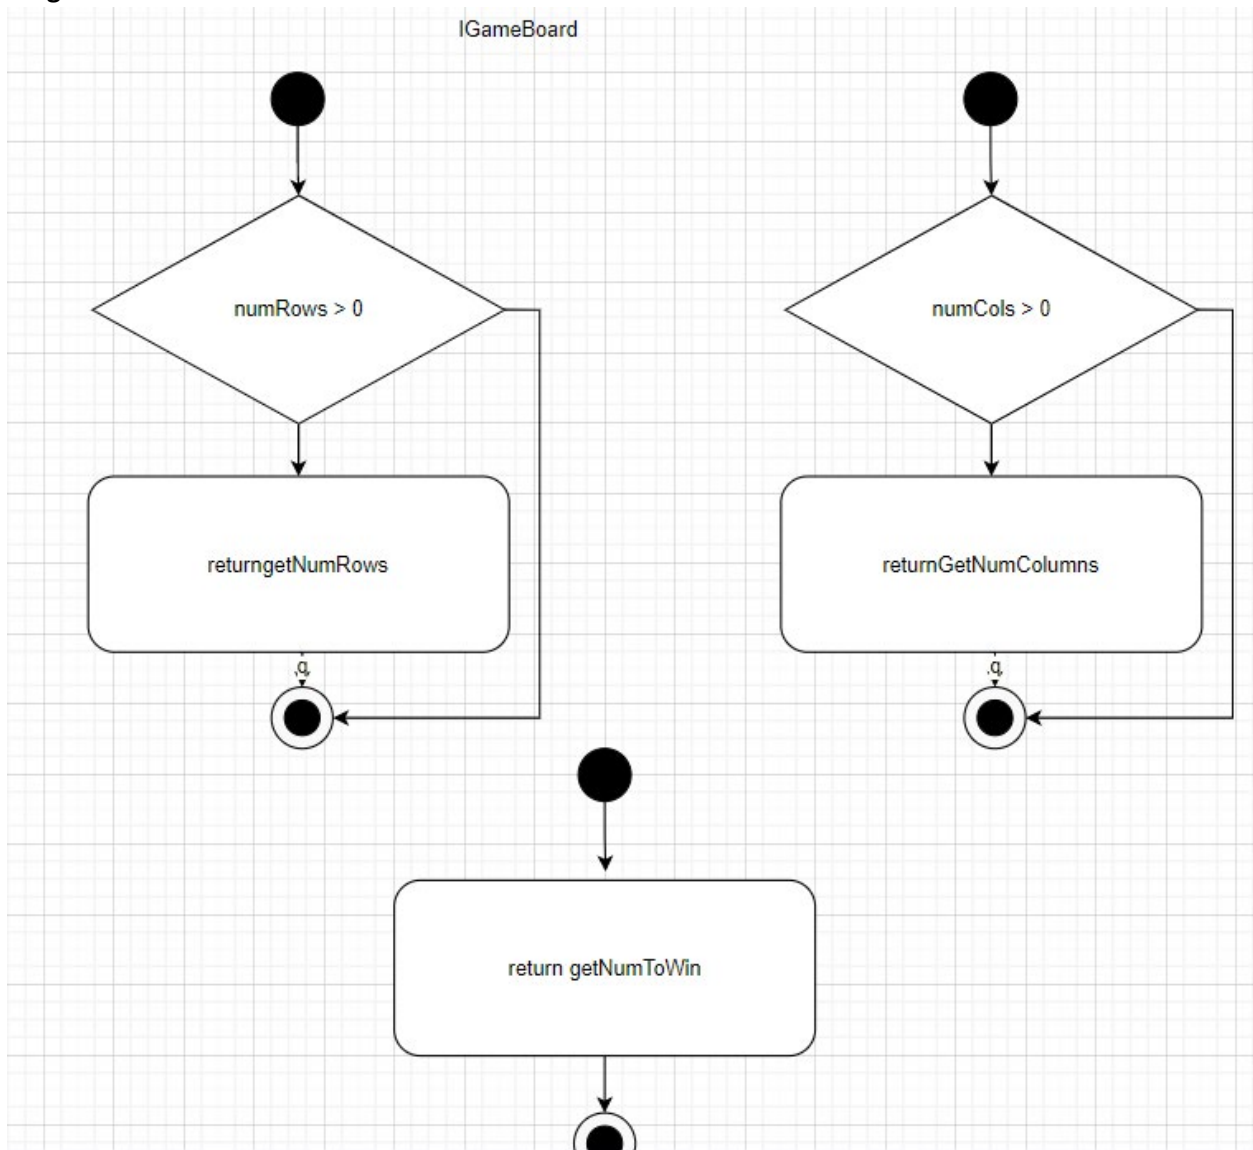 IGameBoard
numRows > 0
numCols > 0
returngetNumRows
returnGetNumColumns
,q,
.q,
return getNumToWin